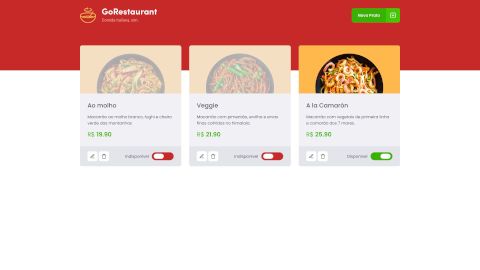 GoRestaurant
Comida italiana, sim.
Novo Prato
Ao molho
Macarrão ao molho branco, fughi e cheiro
verde das montanhas
R$ 19.90
Indisponível
Veggie
Macarrão com pimentão, ervilha e ervas
finas colhidas no himalaia.
R$ 21.90
Indisponível
A la Camarón
Macarrão com vegetais de primeira linha
e camarão dos 7 mares.
R$ 25.90
Disponível